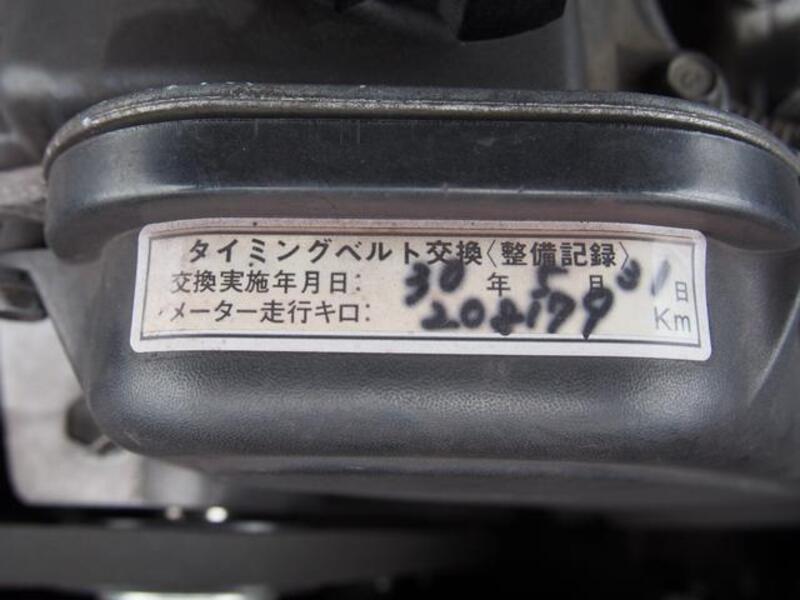 タイミングベルト交換〈整備記録〉
交換実施年月日： 30 年 5 月 日
メーター走行キロ： 208179 Km